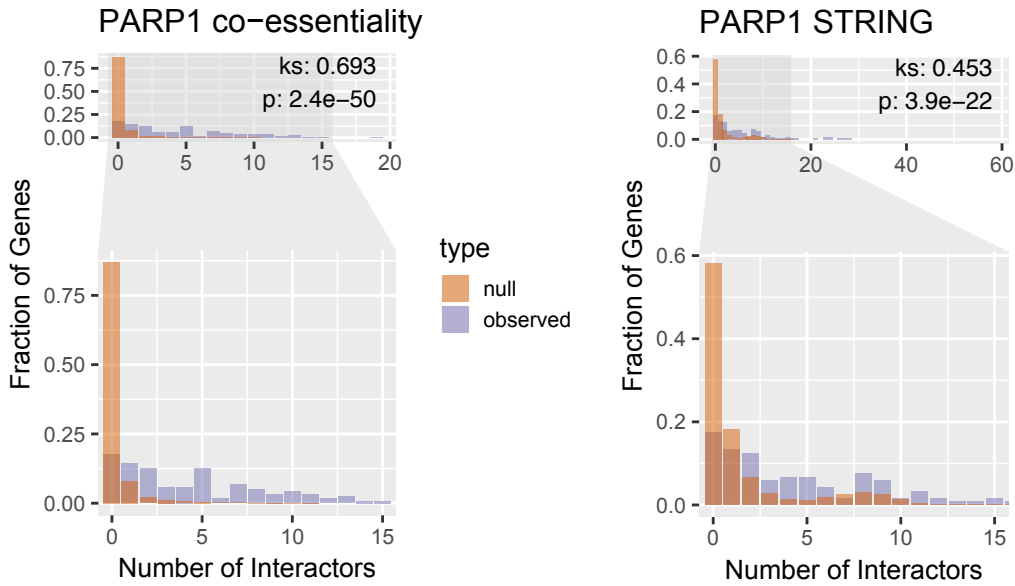 PARP1 co−essentiality
0.75
0.50
0.25
0.00
ks: 0.693
p: 2.4e−50
0 5 10 15 20
Fraction of Genes
0.75
0.50
0.25
0.00
0 5 10 15
Number of Interactors
type
null
observed
PARP1 STRING
0.6
0.4
0.2
0.0
ks: 0.453
p: 3.9e−22
0 20 40 60
Fraction of Genes
0.6
0.4
0.2
0.0
0 5 10 15
Number of Interactors